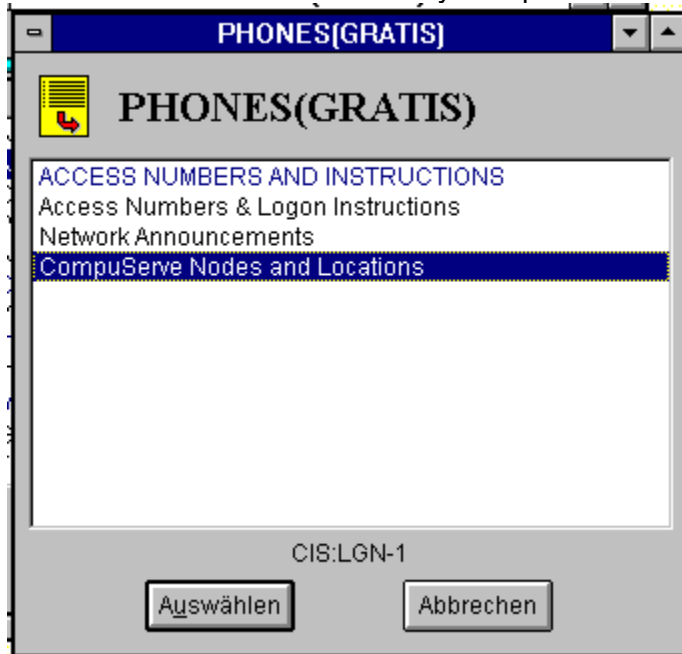 PHONES(GRATIS)
PHONES(GRATIS)
ACCESS NUMBERS AND INSTRUCTIONS
Access Numbers & Logon Instructions
Network Announcements
CompuServe Nodes and Locations
CIS:LGN-1
Auswählen
Abbrechen